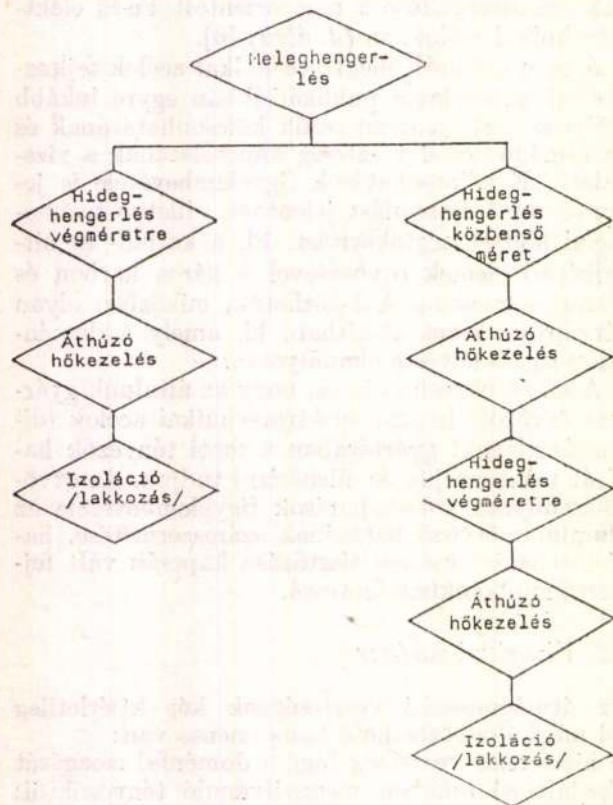 Meleghenger-
lés
Hideg-
hengerlés
végméretre
Áthúzó
hőkezelés
Izoláció
/lakkozás/
Hideg-
hengerlés
közbenső
méret
Áthúzó
hőkezelés
Hideg-
hengerlés
végméretre
Áthúzó
hőkezelés
Izoláció
/lakkozás/